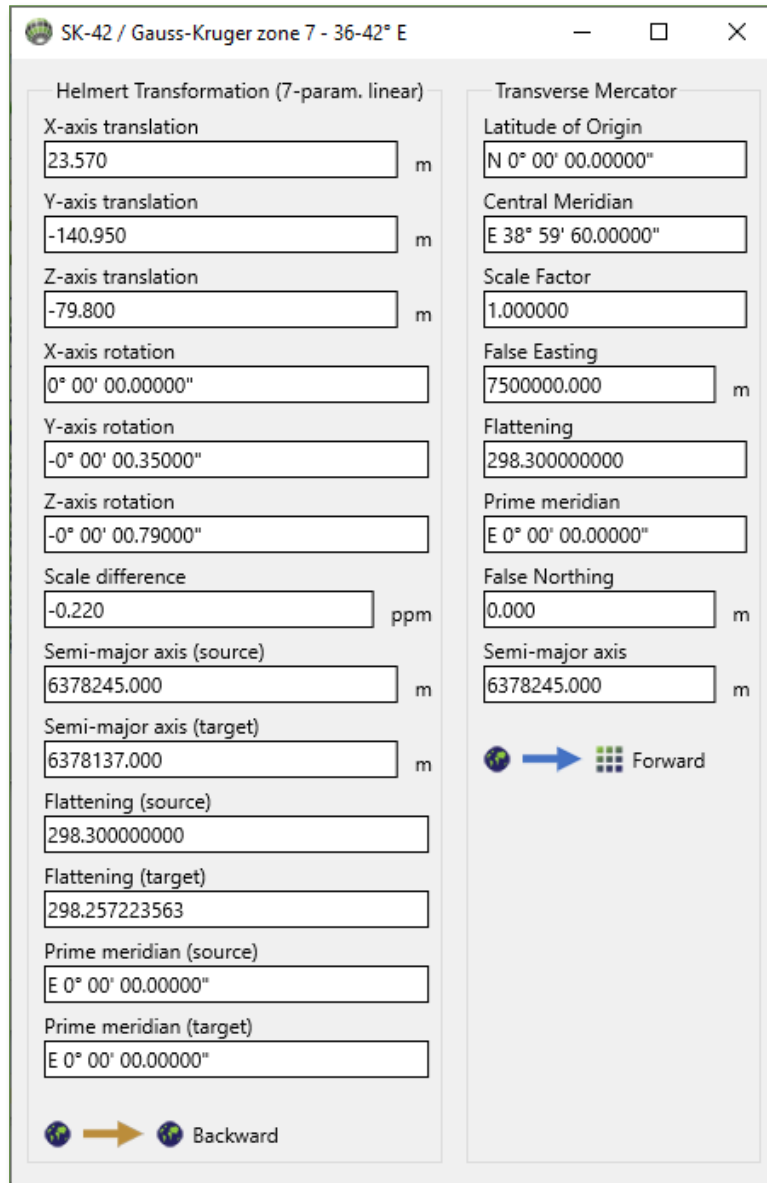 SK-42 / Gauss-Kruger zone 7 - 36-42° E
Helmert Transformation (7-param. linear)
X-axis translation
23.570 m
Y-axis translation
-140.950 m
Z-axis translation
-79.800 m
X-axis rotation
0° 00' 00.00000"
Y-axis rotation
-0° 00' 00.35000"
Z-axis rotation
-0° 00' 00.79000"
Scale difference
-0.220 ppm
Semi-major axis (source)
6378245.000 m
Semi-major axis (target)
6378137.000 m
Flattening (source)
298.300000000
Flattening (target)
298.257223563
Prime meridian (source)
E 0° 00' 00.00000"
Prime meridian (target)
E 0° 00' 00.00000"
Backward
Transverse Mercator
Latitude of Origin
N 0° 00' 00.00000"
Central Meridian
E 38° 59' 60.00000"
Scale Factor
1.000000
False Easting
7500000.000 m
Flattening
298.300000000
Prime meridian
E 0° 00' 00.00000"
False Northing
0.000 m
Semi-major axis
6378245.000 m
Forward